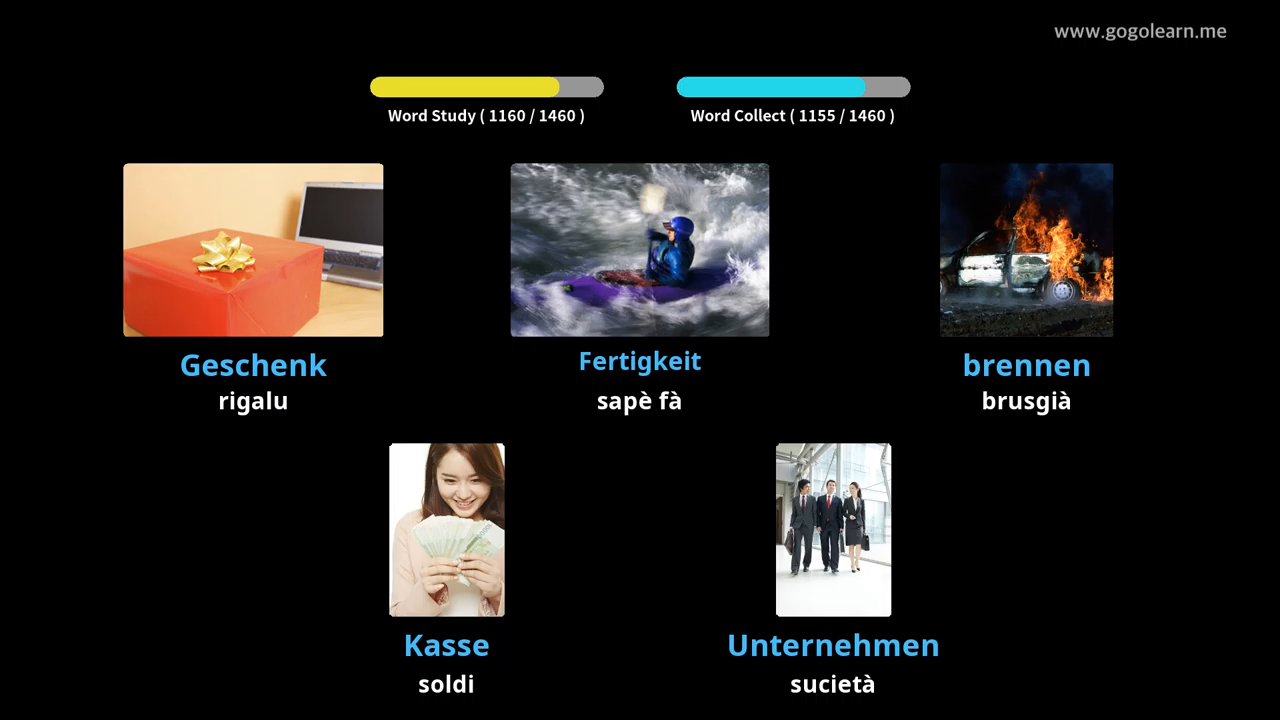 www.gogolearn.me
Word Study ( 1160 / 1460 )
Word Collect ( 1155 / 1460 )
Geschenk
rigalu
Fertigkeit
sapè fà
brennen
brusgià
Kasse
soldi
Unternehmen
sucietà